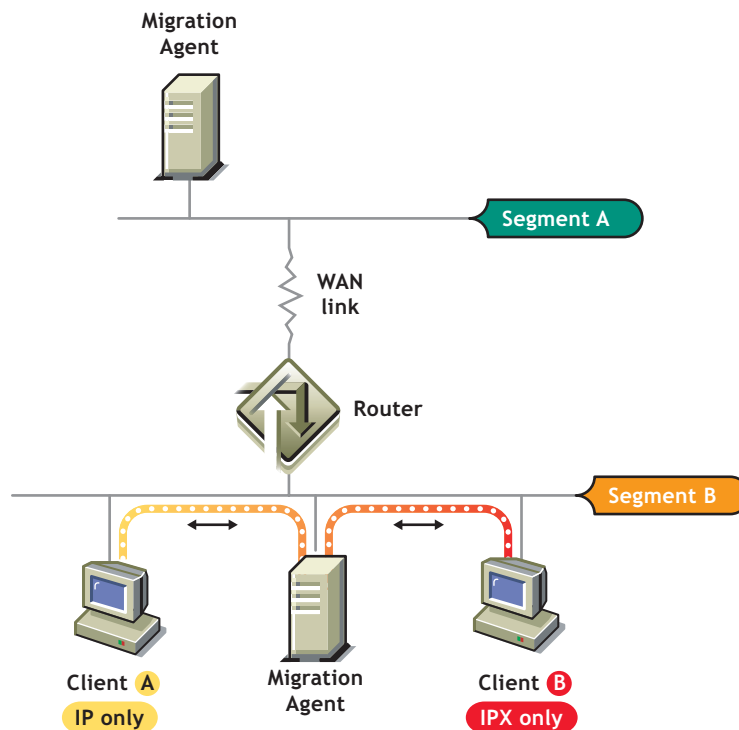 Migration
Agent
Segment A
WAN
link
Router
Segment B
Client A
IP only
Migration
Agent
Client B
IPX only